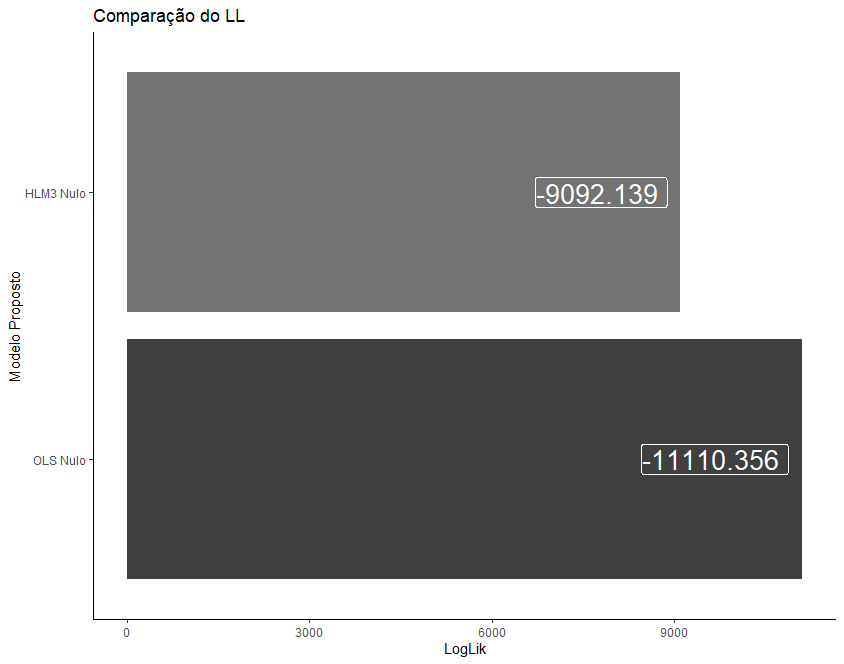 Comparação do LL
HLM3 Nulo
-9092.139
Modelo Proposto
OLS Nulo
-11110.356
0
3000
6000
9000
LogLik